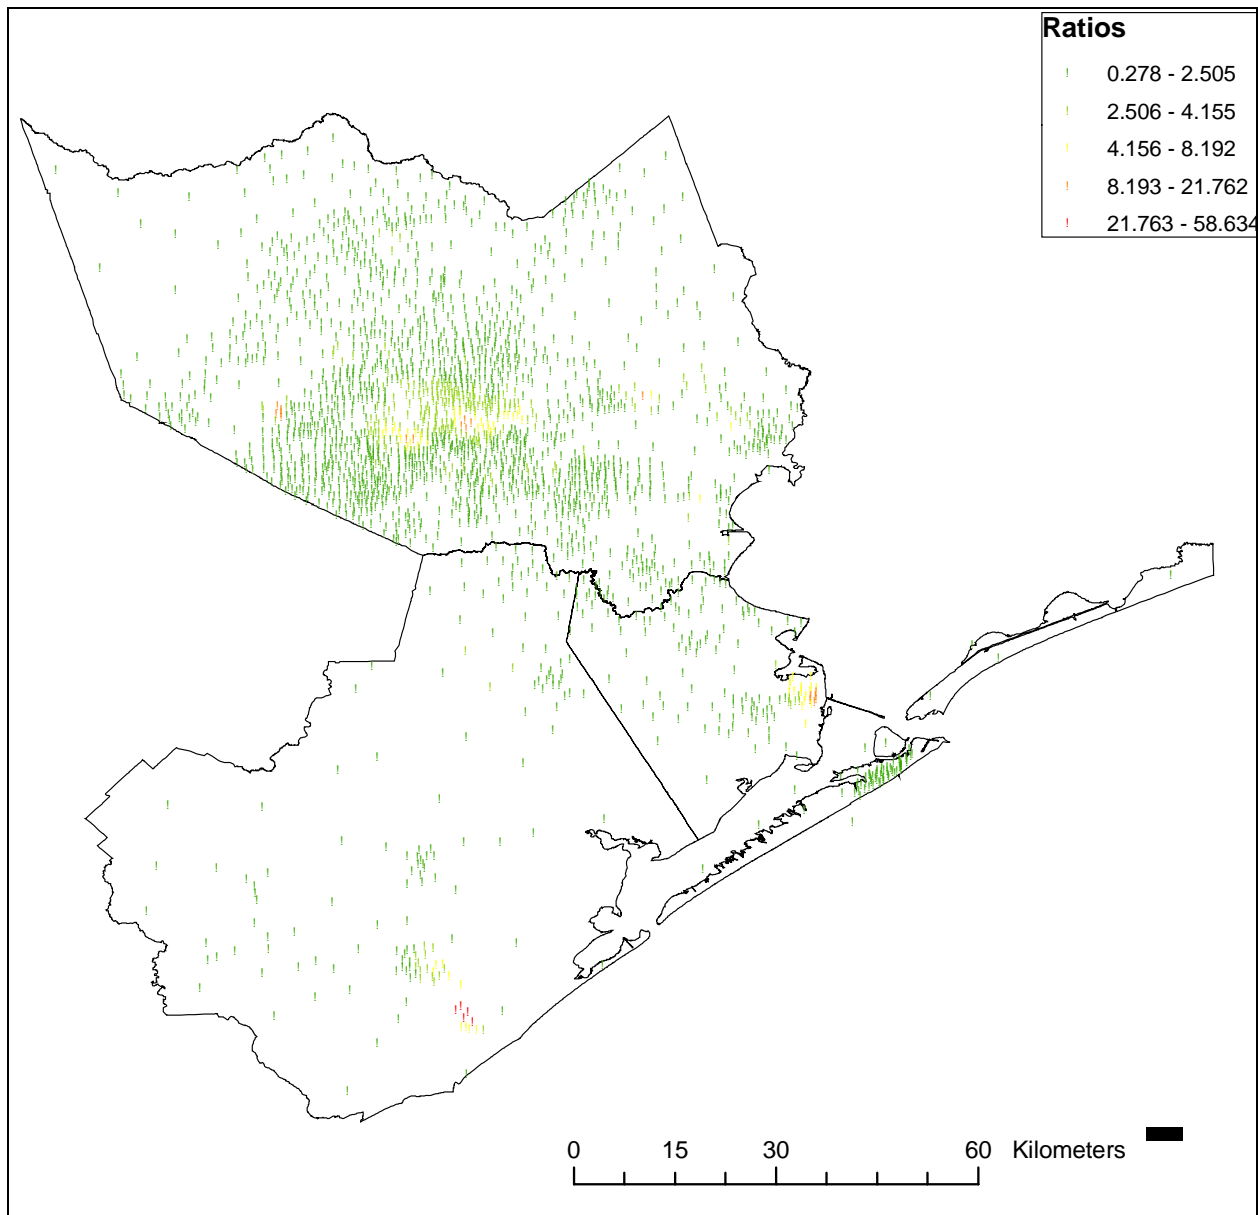 Ratios
0.278 - 2.505
2.506 - 4.155
4.156 - 8.192
8.193 - 21.762
21.763 - 58.634
0 15 30 60 Kilometers